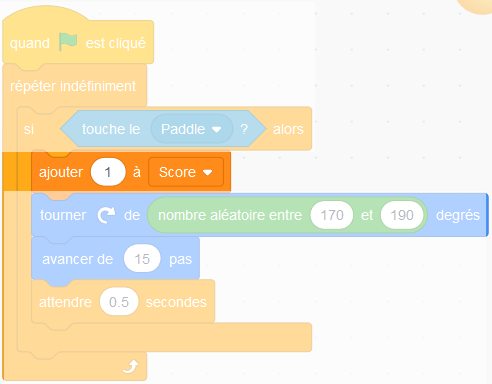 quand est cliqué
répéter indéfiniment
si touche le Paddle ? alors
ajouter 1 à Score
tourner de nombre aléatoire entre 170 et 190 degrés
avancer de 15 pas
attendre 0.5 secondes